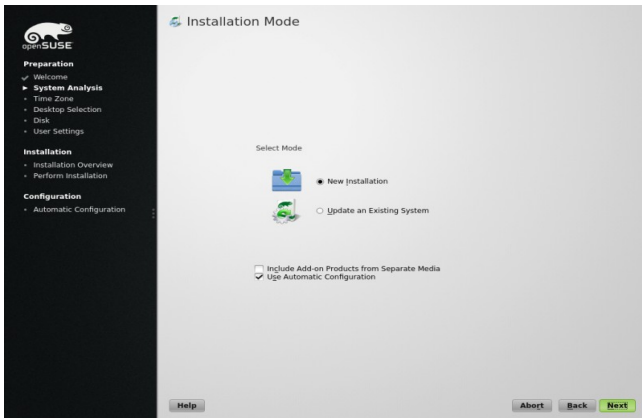 openSUSE
Preparation
Welcome
System Analysis
Time Zone
Desktop Selection
Disk
User Settings
Installation
Installation Overview
Perform Installation
Configuration
Automatic Configuration
Installation Mode
Select Mode
New Installation
Update an Existing System
Include Add-on Products from Separate Media
Use Automatic Configuration
Help
Abort
Back
Next